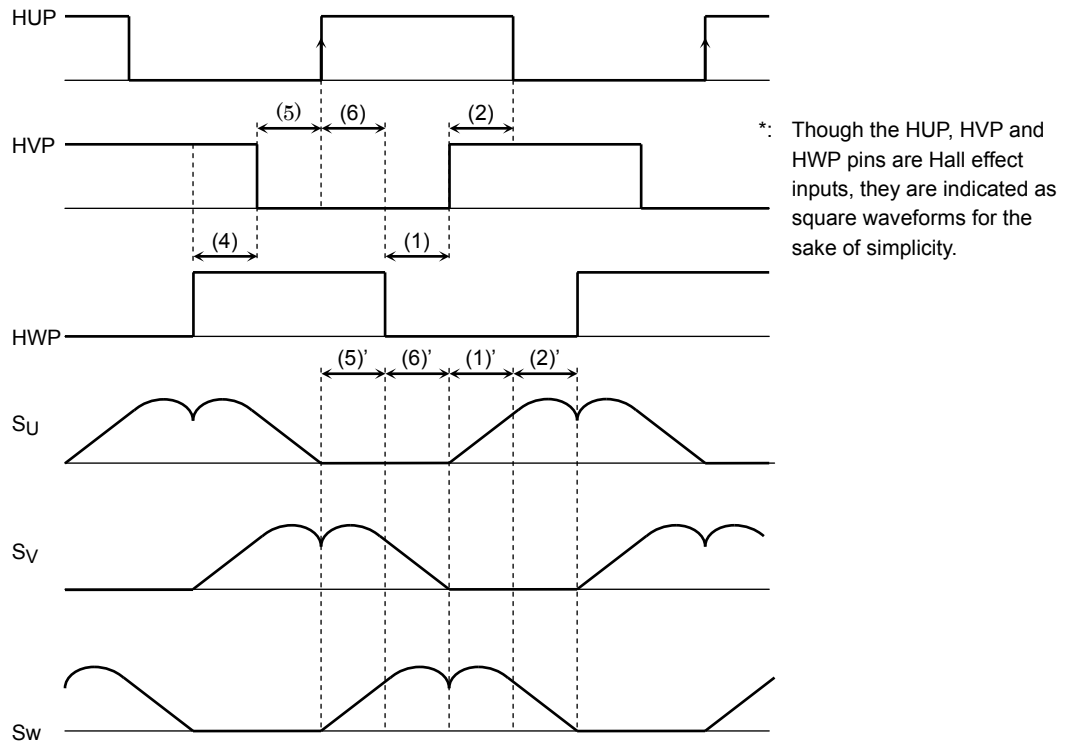 HUP
(5) (6) (2)
HVP
*: Though the HUP, HVP and
HWP pins are Hall effect
inputs, they are indicated as
square waveforms for the
sake of simplicity.
(4) (1)
HWP
(5)’ (6)’ (1)’ (2)’
SU
SV
Sw